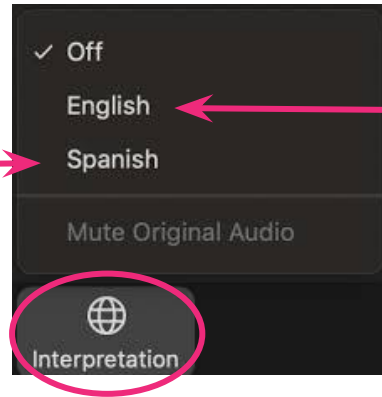 Off
English
Spanish
Mute Original Audio
Interpretation